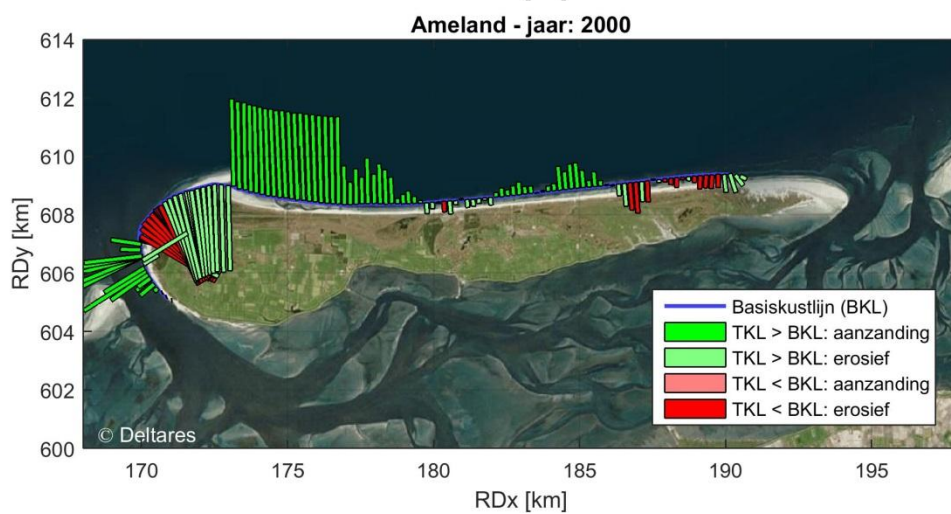 Ameland - jaar: 2000
614
612
610
608
606
604
602
600
RDy [km]
170
175
180
185
190
195
RDx [km]
Basiskustlijn (BKL)
TKL > BKL: aanzanding
TKL > BKL: erosief
TKL < BKL: aanzanding
TKL < BKL: erosief
© Deltares